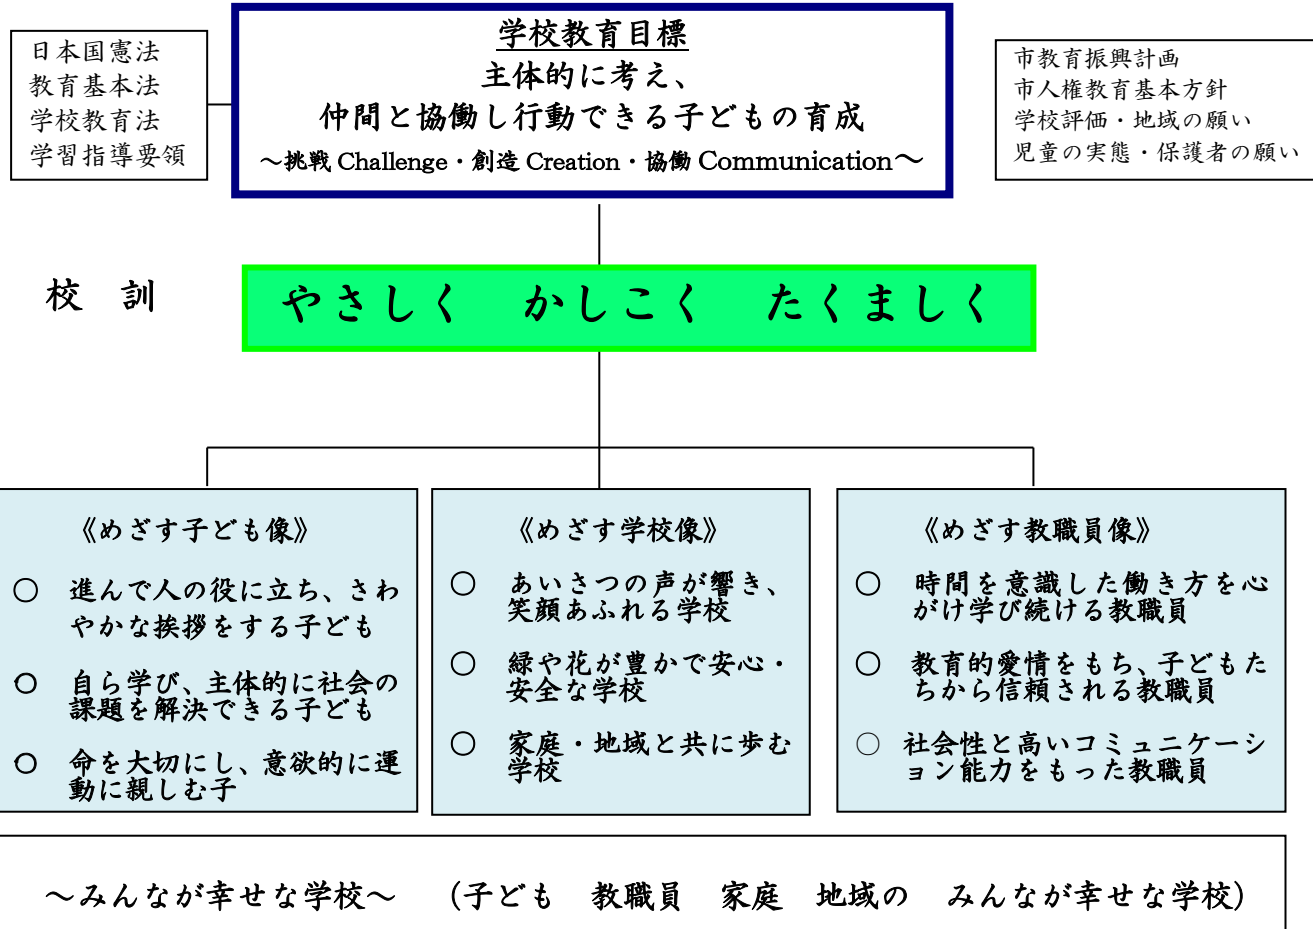 日本国憲法
教育基本法
学校教育法
学習指導要領
学校教育目標
主体的に考え、
仲間と協働し行動できる子どもの育成
～挑戦 Challenge・創造 Creation・協働 Communication～
市教育振興計画
市人権教育基本方針
学校評価・地域の願い
児童の実態・保護者の願い
校　訓
やさしく　かしこく　たくましく
《めざす子ども像》
○　進んで人の役に立ち、さわ
やかな挨拶をする子ども
○　自ら学び、主体的に社会の
課題を解決できる子ども
○　命を大切にし、意欲的に運
動に親しむ子
《めざす学校像》
○　あいさつの声が響き、
笑顔あふれる学校
○　緑や花が豊かで安心・
安全な学校
○　家庭・地域と共に歩む
学校
《めざす教職員像》
○　時間を意識した働き方を心
がけ学び続ける教職員
○　教育的愛情をもち、子どもた
ちから信頼される教職員
○　社会性と高いコミュニケーシ
ョン能力をもった教職員
～みんなが幸せな学校～　（子ども　教職員　家庭　地域の　みんなが幸せな学校）